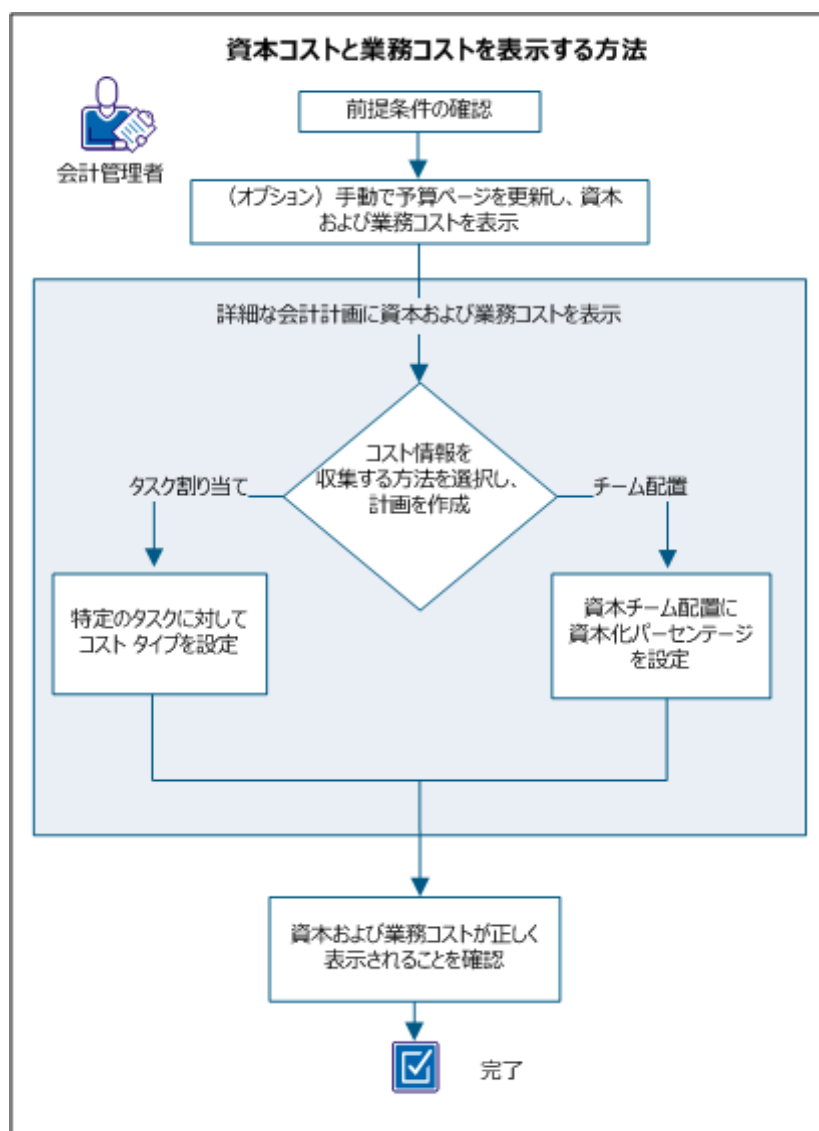 資本コストと業務コストを表示する方法
会計管理者
前提条件の確認
（オプション）手動で予算ページを更新し、資本
および業務コストを表示
詳細な会計計画に資本および業務コストを表示
コスト情報を
収集する方法を選択し、
計画を作成
タスク割り当て
チーム配置
特定のタスクに対して
コスト タイプを設定
資本チーム配置に
資本化パーセンテージ
を設定
資本および業務コストが正しく
表示されることを確認
完了